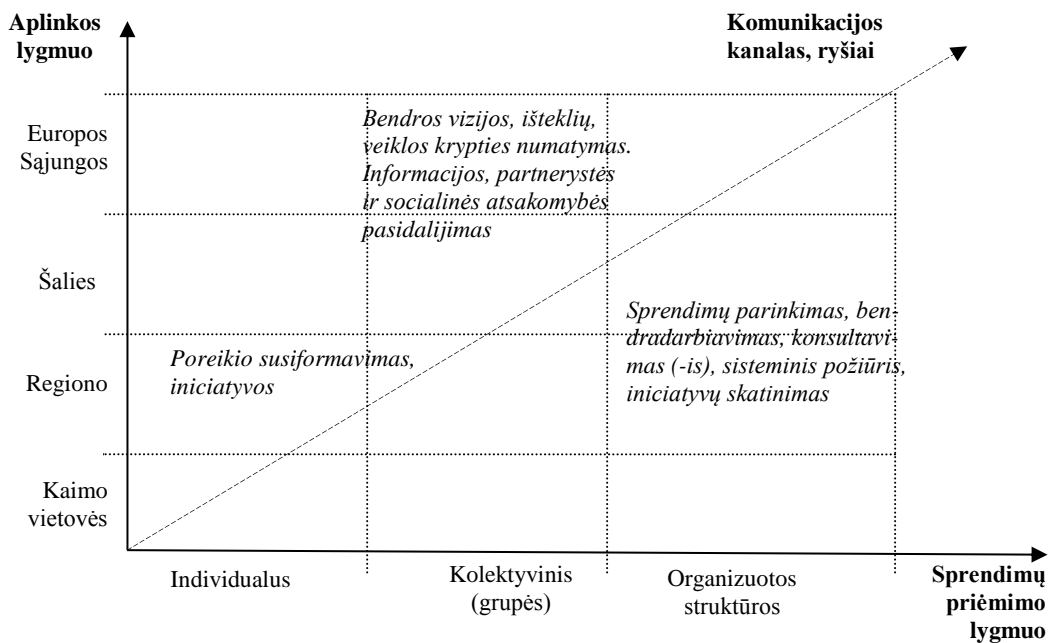 Aplinkos
lygmuo
Komunikacijos
kanalas, ryšiai
Europos
Sąjungos
Bendros vizijos, išteklių,
veiklos krypties numatymas.
Informacijos, partnerystės
ir socialinės atsakomybės
pasidalijimas
Šalies
Sprendimų parinkimas, ben-
dradarbiavimas, konsultavi-
mas (-is), sisteminis požiūris,
iniciatyvų skatinimas
Regiono
Poreikio susiformavimas,
iniciatyvos
Kaimo
vietovės
Individualus
Kolektyvinis
(grupės)
Organizuotos
struktūros
Sprendimų
priėmimo
lygmuo